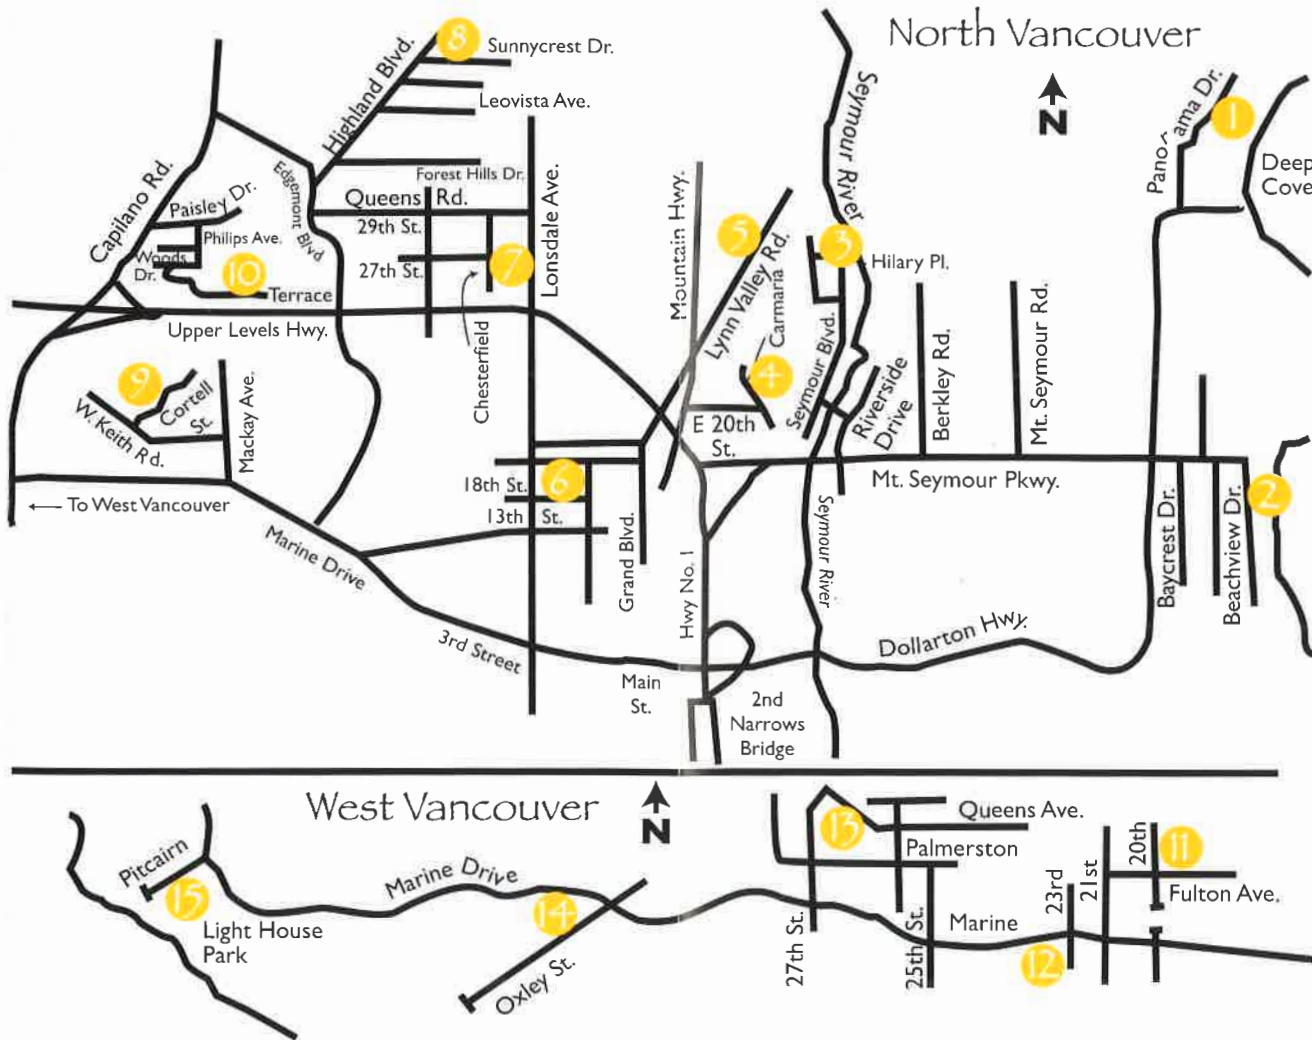 North Vancouver
N
8
Sunnycrest Dr.
Highland Blvd.
Leovista Ave.
Forest Hills Dr.
Capilano Rd.
Paisley Dr.
Philips Ave.
Woods
Dr.
10
Terrace
Edgemont Blvd
Queens Rd.
29th St.
27th St.
7
Lonsdale Ave.
Chesterfield
Upper Levels Hwy.
Mountain Hwy.
5
Lynn Valley Rd.
Carmaria
4
E 20th
St.
Seymour River
3
Hilary Pl.
Seymour Blvd.
Riverside
Drive
Berkley Rd.
Mt. Seymour Rd.
Panorama Dr.
1
Deep
Cove
9
Cortell
St.
W. Keith Rd.
Mackay Ave.
← To West Vancouver
Marine Drive
18th St.
6
13th St.
Grand Blvd.
Hwy No. 1
Mt. Seymour Pkwy.
Seymour River
Baycrest Dr.
Beachview Dr.
2
3rd Street
Main
St.
2nd
Narrows
Bridge
Dollarton Hwy.
West Vancouver
N
Pitcairn
15
Light House
Park
Marine Drive
14
Oxley St.
13
Queens Ave.
Palmerston
27th St.
25th St.
Marine
12
23rd
21st
20th
11
Fulton Ave.